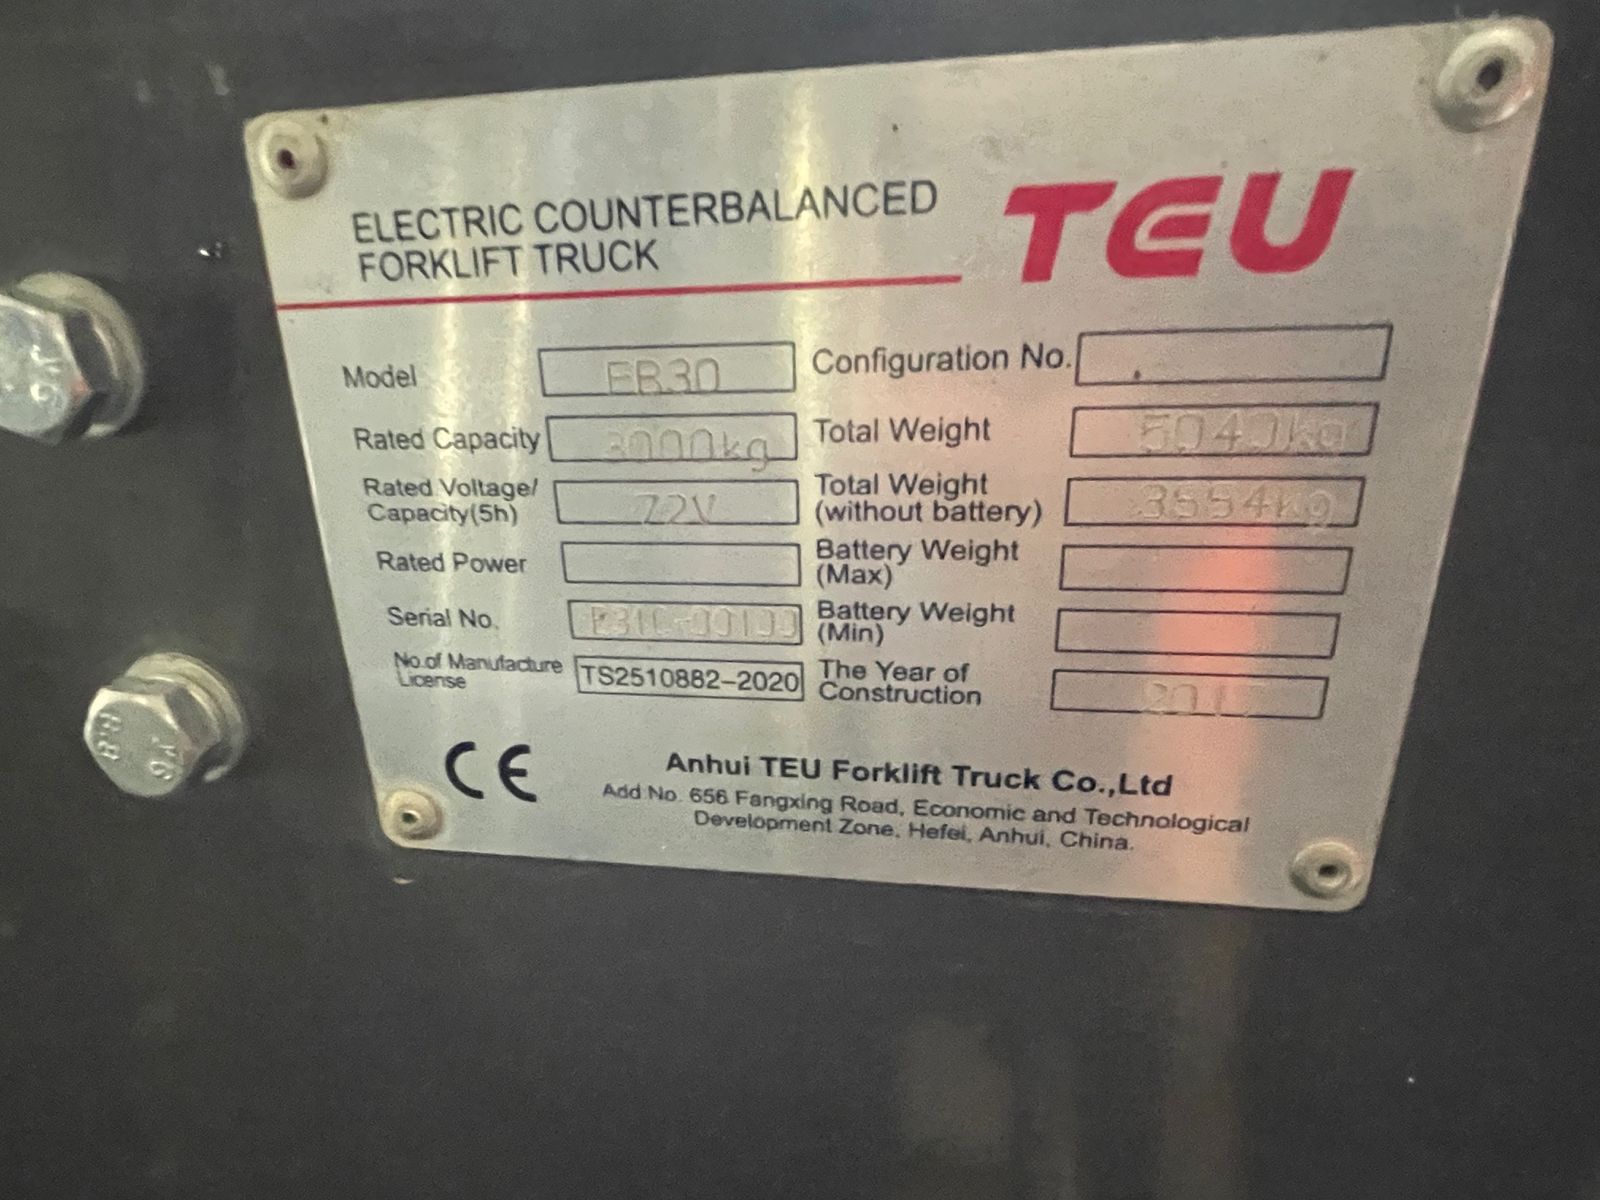 ELECTRIC COUNTERBALANCED
FORKLIFT TRUCK
TEU
Model
Configuration No.
Rated Capacity 3000kg
Total Weight 5040kg
Rated Voltage/
Capacity(5h) 72V
Total Weight
(without battery)
Rated Power
Battery Weight
(Max)
Serial No.
Battery Weight
(Min)
No.of Manufacture
License TS2510882-2020
The Year of
Construction
CE
Anhui TEU Forklift Truck Co.,Ltd
Add No. 656 Fangxing Road, Economic and Technological
Development Zone, Hefei, Anhui, China.
8.8